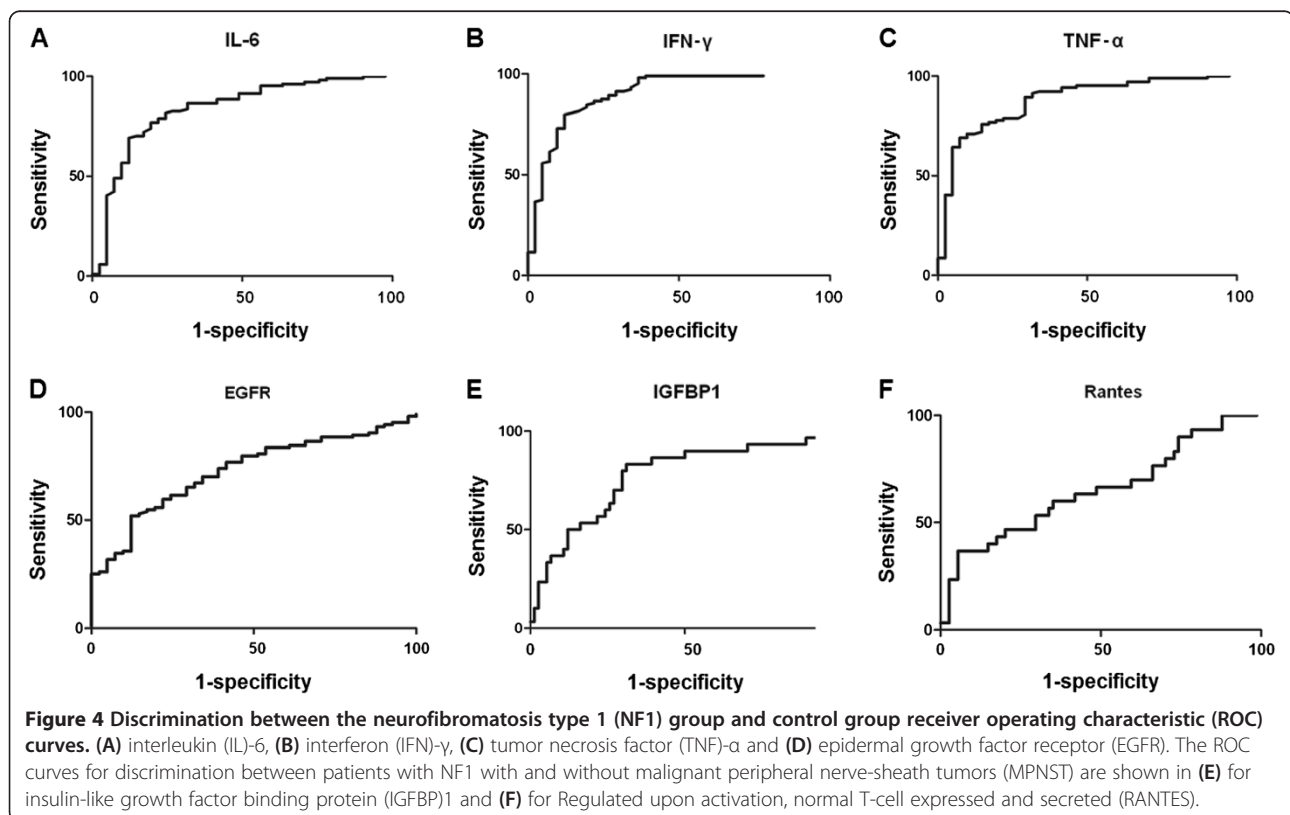 A
IL-6
100
50
0
0
50
100
Sensitivity
1-specificity
B
IFN-γ
100
50
0
0
50
100
Sensitivity
1-specificity
C
TNF-α
100
50
0
0
50
100
Sensitivity
1-specificity
D
EGFR
100
50
0
0
50
100
Sensitivity
1-specificity
E
IGFBP1
100
50
0
0
50
Sensitivity
1-specificity
F
Rantes
100
50
0
0
50
100
Sensitivity
1-specificity
Figure 4 Discrimination between the neurofibromatosis type 1 (NF1) group and control group receiver operating characteristic (ROC)
curves. (A) interleukin (IL)-6, (B) interferon (IFN)-γ, (C) tumor necrosis factor (TNF)-α and (D) epidermal growth factor receptor (EGFR). The ROC
curves for discrimination between patients with NF1 with and without malignant peripheral nerve-sheath tumors (MPNST) are shown in (E) for
insulin-like growth factor binding protein (IGFBP)1 and (F) for Regulated upon activation, normal T-cell expressed and secreted (RANTES).